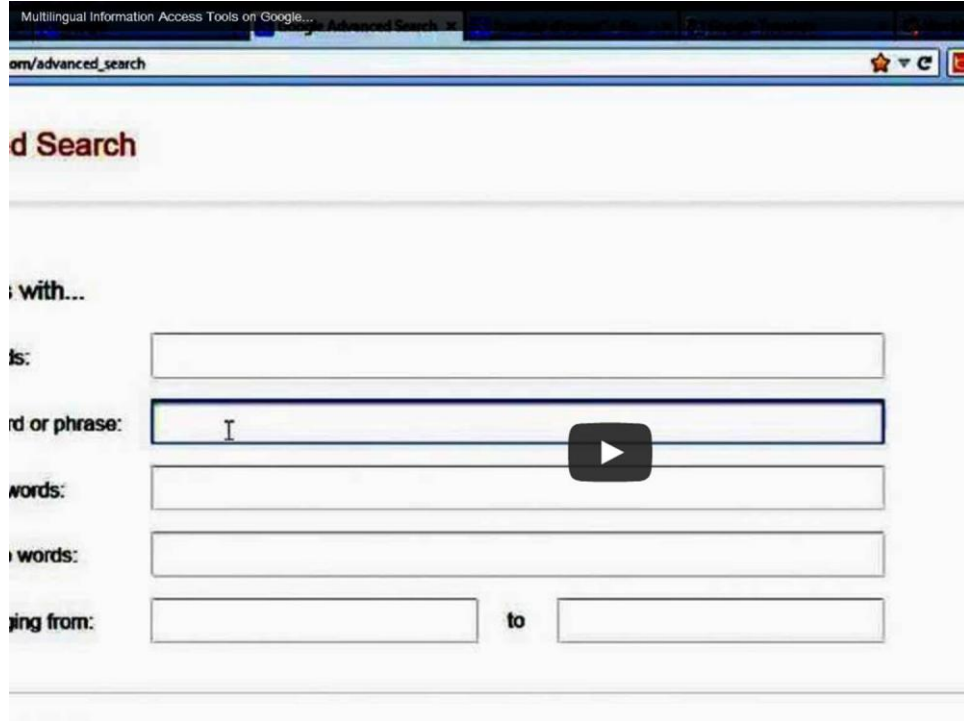 Multilingual Information Access Tools on Google...
Google Advanced Search
om/advanced_search
d Search
s with...
ds:
rd or phrase:
words:
words:
ging from:
to